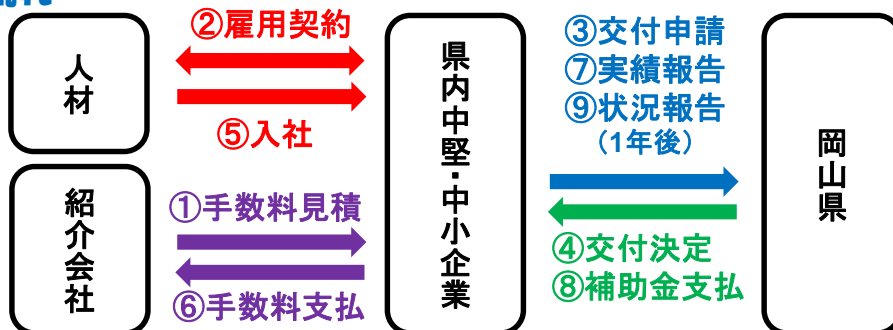 人材
②雇用契約
⑤入社
紹介会社
①手数料見積
⑥手数料支払
県内中堅・中小企業
③交付申請
⑦実績報告
⑨状況報告
(1年後)
④交付決定
⑧補助金支払
岡山県